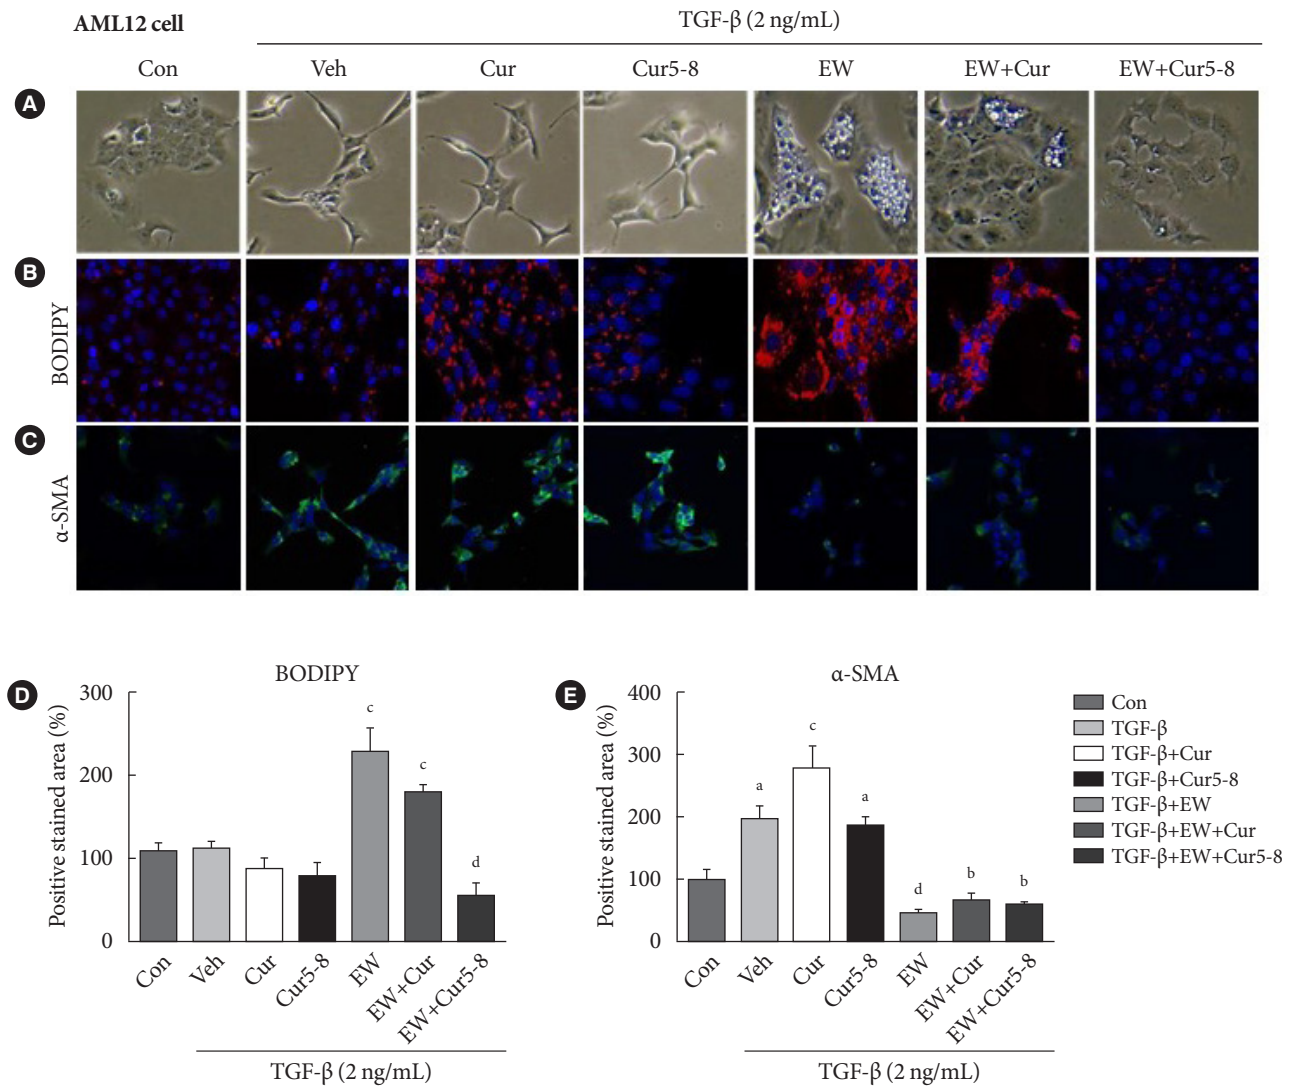 AML12 cell
TGF-β (2 ng/mL)
Con Veh Cur Cur5-8 EW EW+Cur EW+Cur5-8
A
B
BODIPY
C
α-SMA
D
BODIPY
Positive stained area (%)
300
200
100
0
c
c
d
Con Veh Cur Cur5-8 EW EW+Cur EW+Cur5-8
TGF-β (2 ng/mL)
E
α-SMA
Positive stained area (%)
400
300
200
100
0
a
c
a
d
b
b
Con Veh Cur Cur5-8 EW EW+Cur EW+Cur5-8
TGF-β (2 ng/mL)
Con
TGF-β
TGF-β+Cur
TGF-β+Cur5-8
TGF-β+EW
TGF-β+EW+Cur
TGF-β+EW+Cur5-8